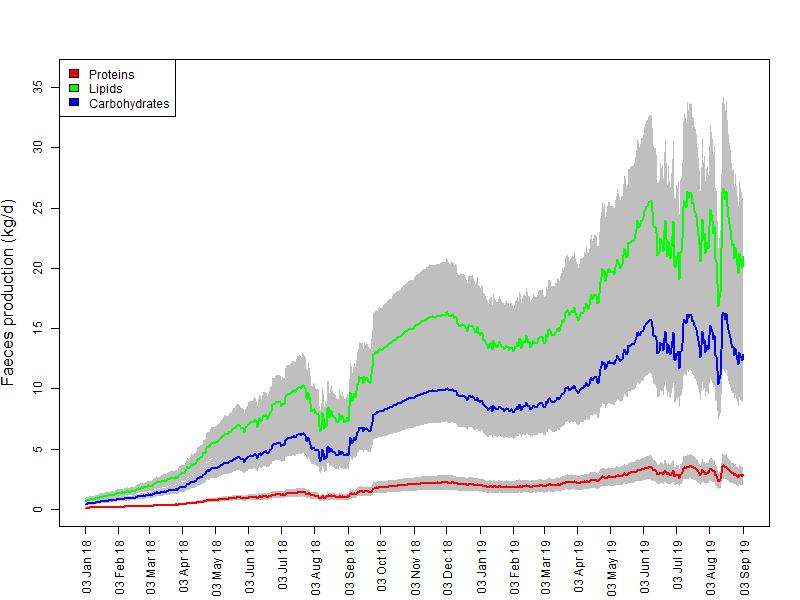 Proteins
Lipids
Carbohydrates
Faeces production (kg/d)
35
30
25
20
15
10
5
0
03 Jan 18
03 Feb 18
03 Mar 18
03 Apr 18
03 May 18
03 Jun 18
03 Jul 18
03 Aug 18
03 Sep 18
03 Oct 18
03 Nov 18
03 Dec 18
03 Jan 19
03 Feb 19
03 Mar 19
03 Apr 19
03 May 19
03 Jun 19
03 Jul 19
03 Aug 19
03 Sep 19